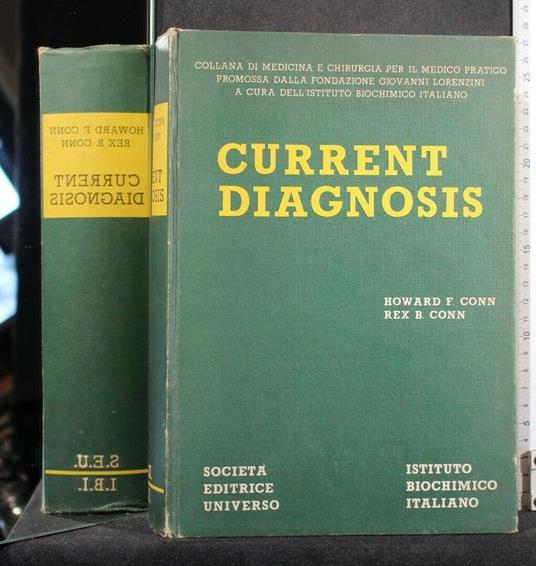 COLLANA DI MEDICINA E CHIRURGIA PER IL MEDICO PRATICO
PROMOSSA DALLA FONDAZIONE GIOVANNI LORENZINI
A CURA DELL'ISTITUTO BIOCHIMICO ITALIANO
CURRENT
DIAGNOSIS
HOWARD F. CONN
REX B. CONN
SOCIETÀ
EDITRICE
UNIVERSO
ISTITUTO
BIOCHIMICO
ITALIANO
HOWARD F. CONN
REX B. CONN
CURRENT
DIAGNOSIS
S.E.U.
I.B.I.